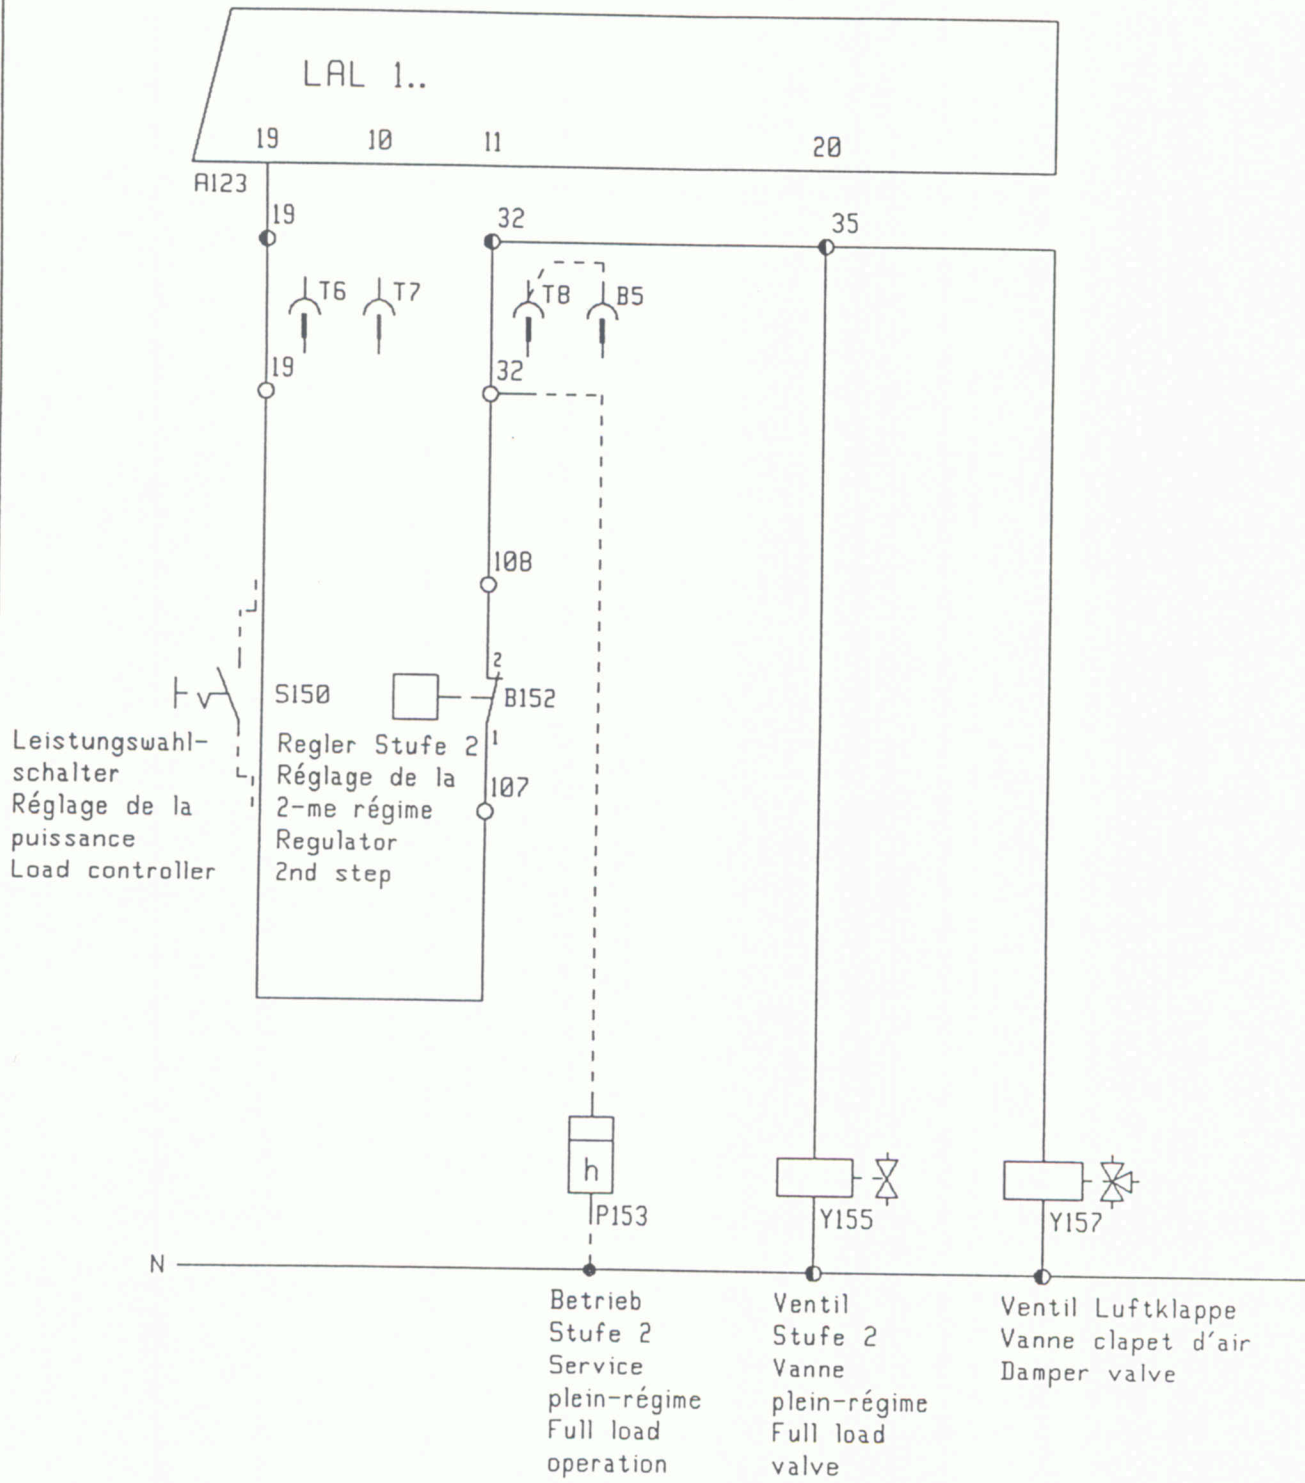 LAL 1..
19 10 11 20
A123
19
32
35
T6
T7
T8
B5
19
32
108
2
S150
B152
1
107
Leistungswahl-
schalter
Réglage de la
puissance
Load controller
Regler Stufe 2
Réglage de la
2-me régime
Regulator
2nd step
h
P153
Y155
Y157
N
Betrieb
Stufe 2
Service
plein-régime
Full load
operation
Ventil
Stufe 2
Vanne
plein-régime
Full load
valve
Ventil Luftklappe
Vanne clapet d'air
Damper valve